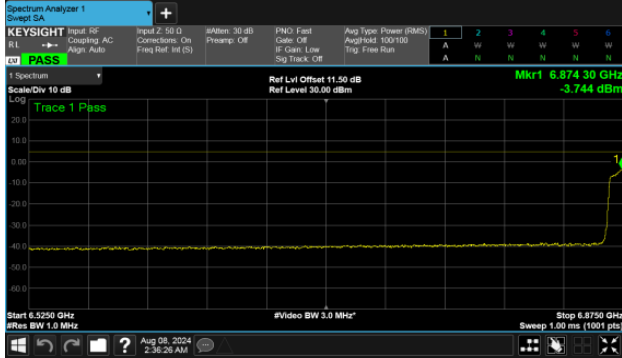 Spectrum Analyzer 1
Swept SA
+
KEYSIGHT Input: RF Input Z: 50 Ω #Atten: 30 dB PNO: Fast Avg Type: Power (RMS) 1 2 3 4 5 6
RL Coupling: AC Corrections: On Preamp: Off Gate: Off Avg|Hold: 100/100 A W W W W W
Align: Auto Freq Ref: Int (S) IF Gain: Low Trig: Free Run
PASS Sig Track: Off A N N N N N
1 Spectrum Ref Lvl Offset 11.50 dB Mkr1 6.874 30 GHz
Scale/Div 10 dB Ref Level 30.00 dBm -3.744 dBm
Log
Trace 1 Pass
20.0
10.0
0.00 1
-10.0
-20.0
-30.0
-40.0
-50.0
-60.0
Start 6.5250 GHz #Video BW 3.0 MHz* Stop 6.8750 GHz
#Res BW 1.0 MHz Sweep 1.00 ms (1001 pts)
? Aug 08, 2024
2:36:26 AM